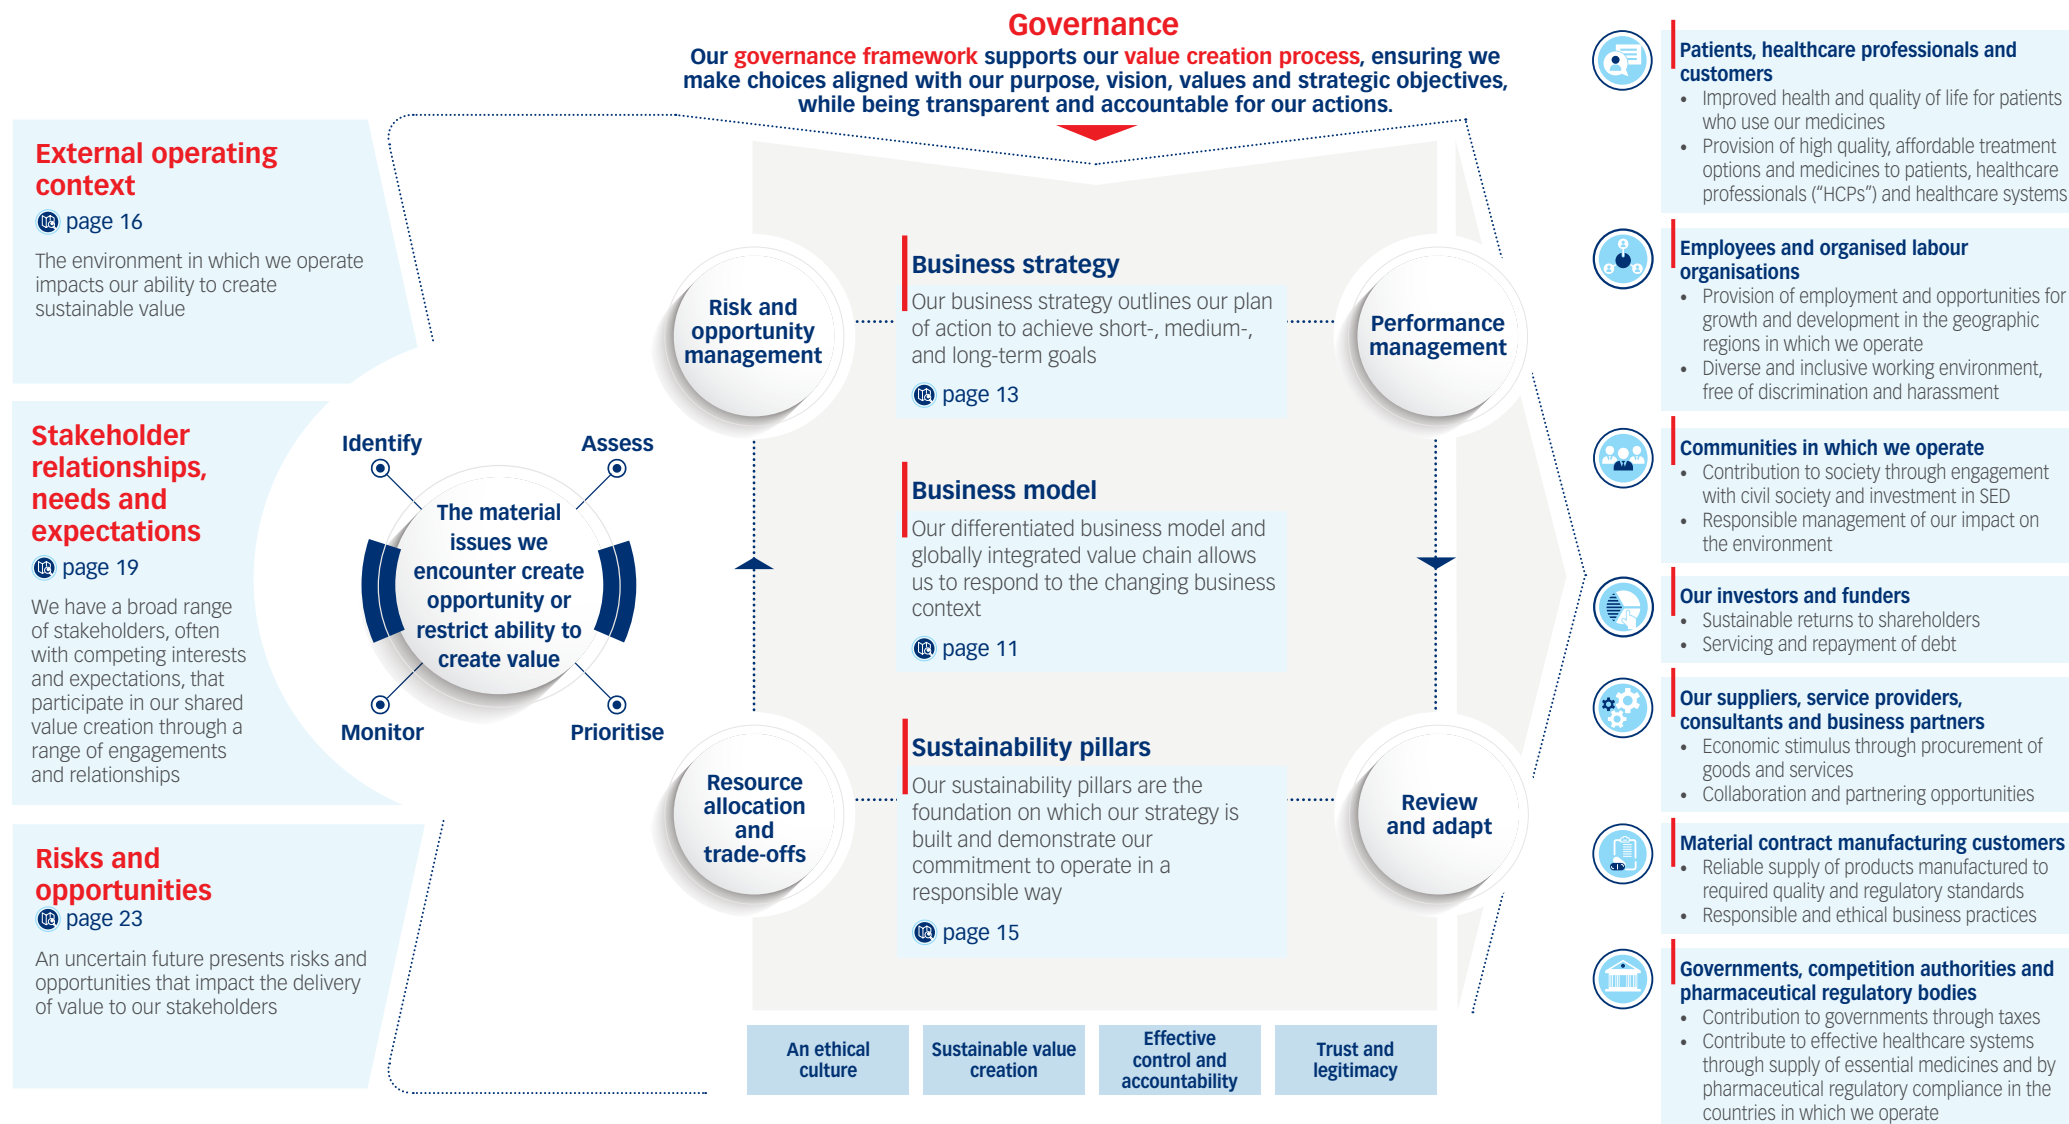 Governance
Our governance framework supports our value creation process, ensuring we
make choices aligned with our purpose, vision, values and strategic objectives,
while being transparent and accountable for our actions.
External operating
context
page 16
The environment in which we operate
impacts our ability to create
sustainable value
Stakeholder
relationships,
needs and
expectations
page 19
We have a broad range
of stakeholders, often
with competing interests
and expectations, that
participate in our shared
value creation through a
range of engagements
and relationships
Risks and
opportunities
page 23
An uncertain future presents risks and
opportunities that impact the delivery
of value to our stakeholders
Identify
Assess
The material
issues we
encounter create
opportunity or
restrict ability to
create value
Monitor
Prioritise
Risk and
opportunity
management
Business strategy
Our business strategy outlines our plan
of action to achieve short-, medium-,
and long-term goals
page 13
Performance
management
Business model
Our differentiated business model and
globally integrated value chain allows
us to respond to the changing business
context
page 11
Resource
allocation
and
trade-offs
Sustainability pillars
Our sustainability pillars are the
foundation on which our strategy is
built and demonstrate our
commitment to operate in a
responsible way
page 15
Review
and adapt
An ethical
culture
Sustainable value
creation
Effective
control and
accountability
Trust and
legitimacy
Patients, healthcare professionals and
customers
• Improved health and quality of life for patients
who use our medicines
• Provision of high quality, affordable treatment
options and medicines to patients, healthcare
professionals (“HCPs”) and healthcare systems
Employees and organised labour
organisations
• Provision of employment and opportunities for
growth and development in the geographic
regions in which we operate
• Diverse and inclusive working environment,
free of discrimination and harassment
Communities in which we operate
• Contribution to society through engagement
with civil society and investment in SED
• Responsible management of our impact on
the environment
Our investors and funders
• Sustainable returns to shareholders
• Servicing and repayment of debt
Our suppliers, service providers,
consultants and business partners
• Economic stimulus through procurement of
goods and services
• Collaboration and partnering opportunities
Material contract manufacturing customers
• Reliable supply of products manufactured to
required quality and regulatory standards
• Responsible and ethical business practices
Governments, competition authorities and
pharmaceutical regulatory bodies
• Contribution to governments through taxes
• Contribute to effective healthcare systems
through supply of essential medicines and by
pharmaceutical regulatory compliance in the
countries in which we operate